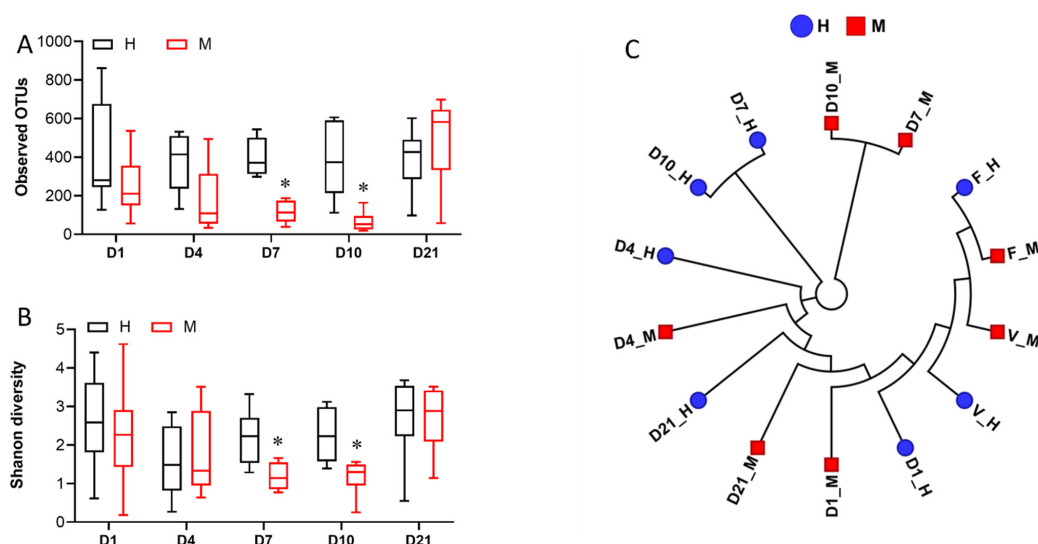 A
H M
Observed OTUs
1000
800
600
400
200
0
* *
D1 D4 D7 D10 D21
B
H M
Shannon diversity
5
4
3
2
1
0
* *
D1 D4 D7 D10 D21
C
H M
D10_M
D7_M
D7_H
D10_H
F_H
D4_H
F_M
D4_M
V_M
D21_H
V_H
D21_M
D1_M
D1_H